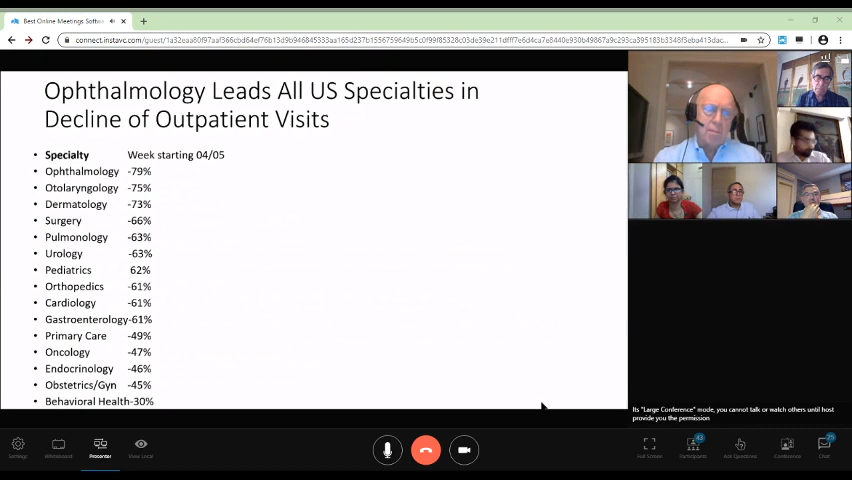 Best Online Meetings Softw
Ophthalmology Leads All US Specialties in
Decline of Outpatient Visits
Specialty Week starting 04/05
Ophthalmology -79%
Otolaryngology -75%
Dermatology -73%
Surgery -66%
Pulmonology -63%
Urology -63%
Pediatrics 62%
Orthopedics -61%
Cardiology -61%
Gastroenterology-61%
Primary Care -49%
Oncology -47%
Endocrinology -46%
Obstetrics/Gyn -45%
Behavioral Health-30%
Its "Large Conference" mode, you cannot talk or watch others until host
provide you the permission
Settings Whiteboard Presenter View Local
Full Screen Participants 43 Ask Questions Conference Chat